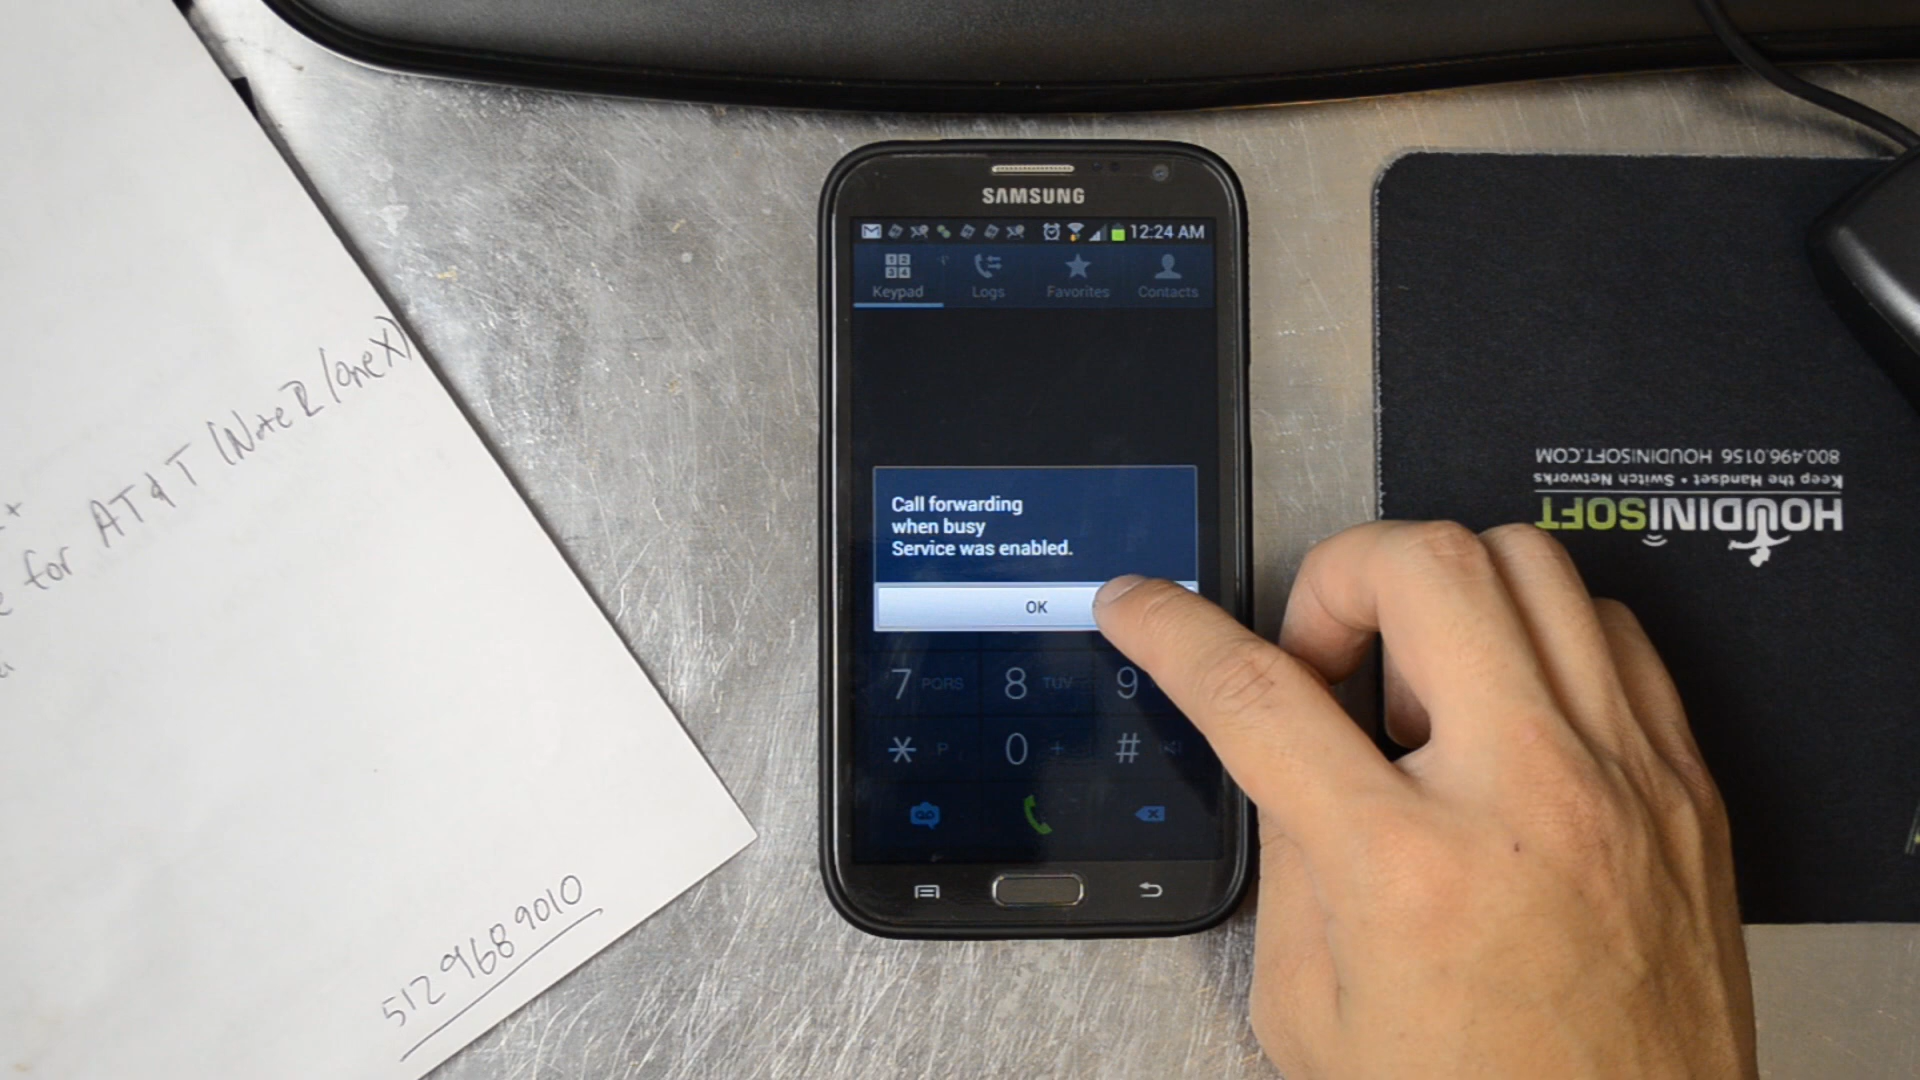 SAMSUNG
12:24 AM
Keypad Logs Favorites Contacts
Call forwarding
when busy
Service was enabled.
OK
7 PQRS 8 TUV 9
* P 0 + #
for AT&T (Note 2/one X)
512 968 9010
HOUDINISOFT
Keep the Handset • Switch Networks
800.496.0156 HOUDINISOFT.COM